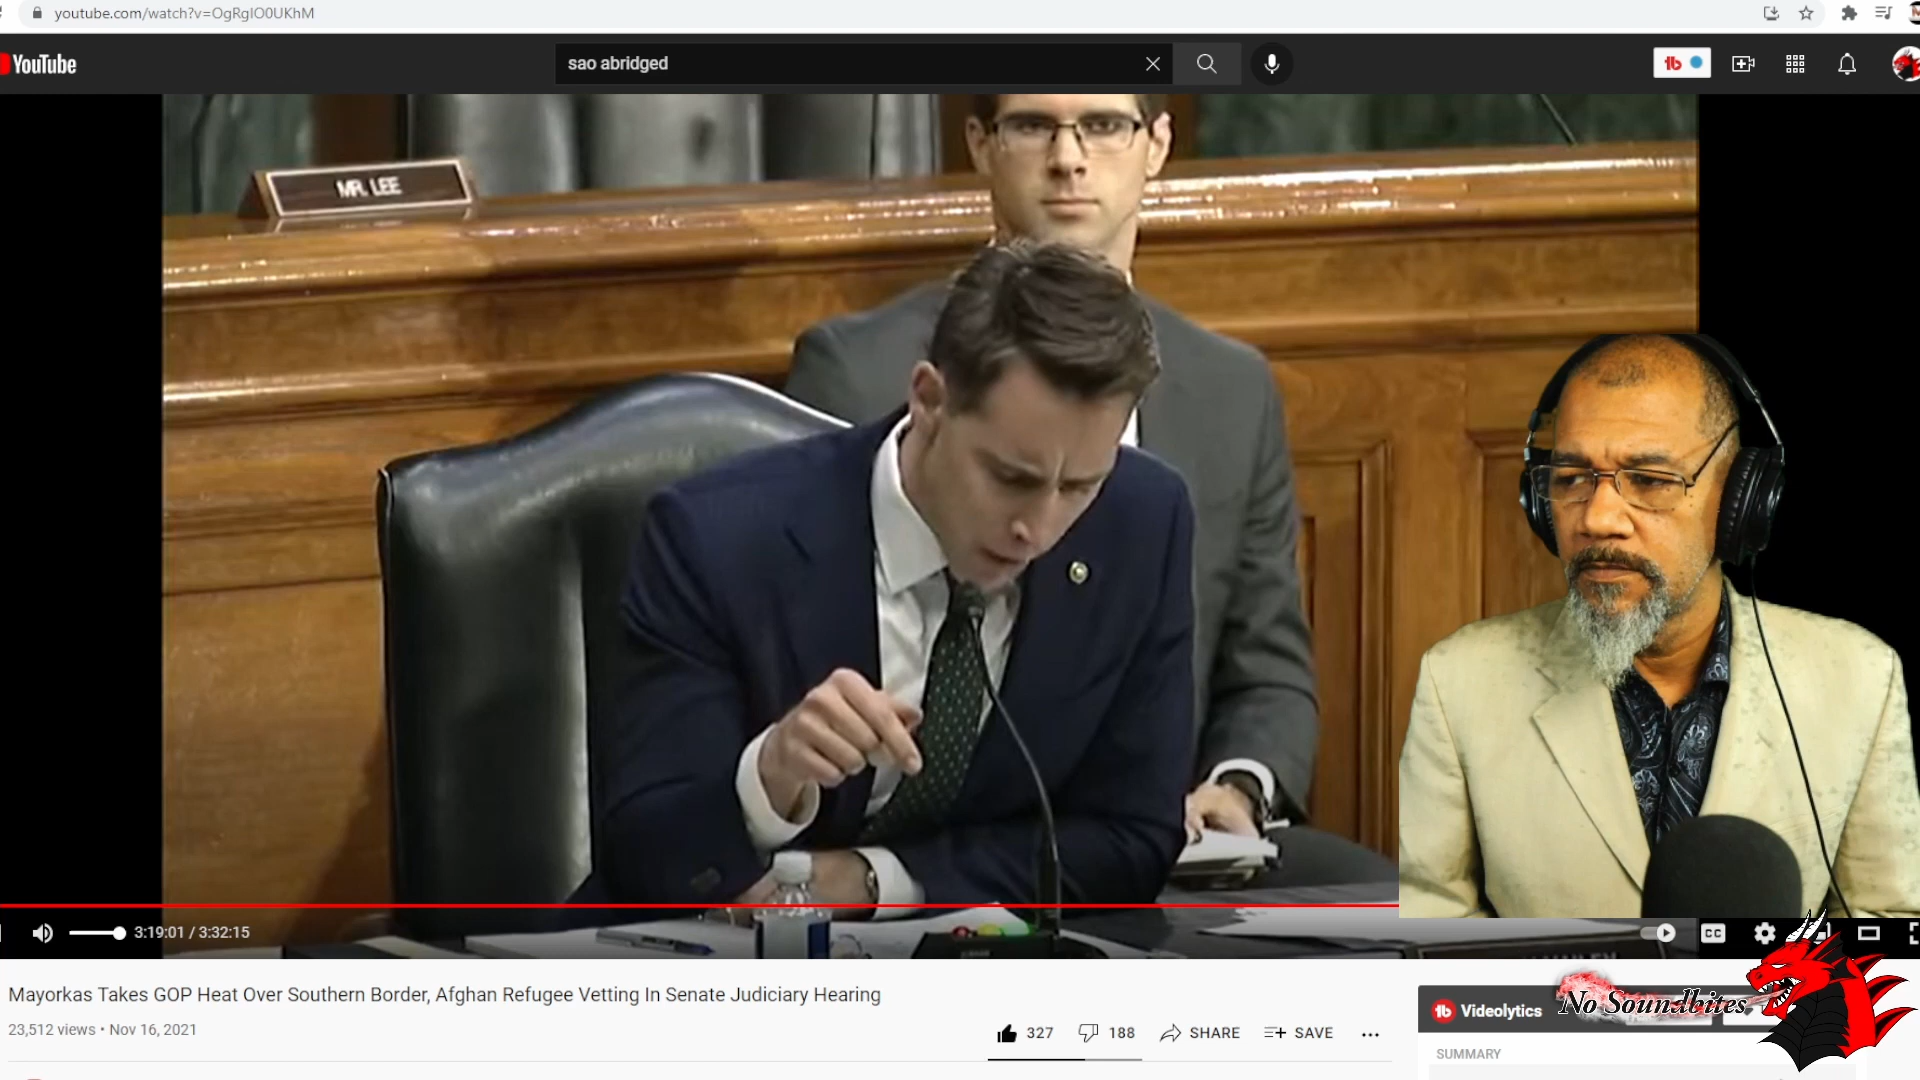 youtube.com/watch?v=OgRglO0UKhM
YouTube
sao abridged
MR. LEE
3:19:01 / 3:32:15
CC
Mayorkas Takes GOP Heat Over Southern Border, Afghan Refugee Vetting In Senate Judiciary Hearing
23,512 views • Nov 16, 2021
327
188
SHARE
SAVE
Videolytics
No Soundbites
SUMMARY